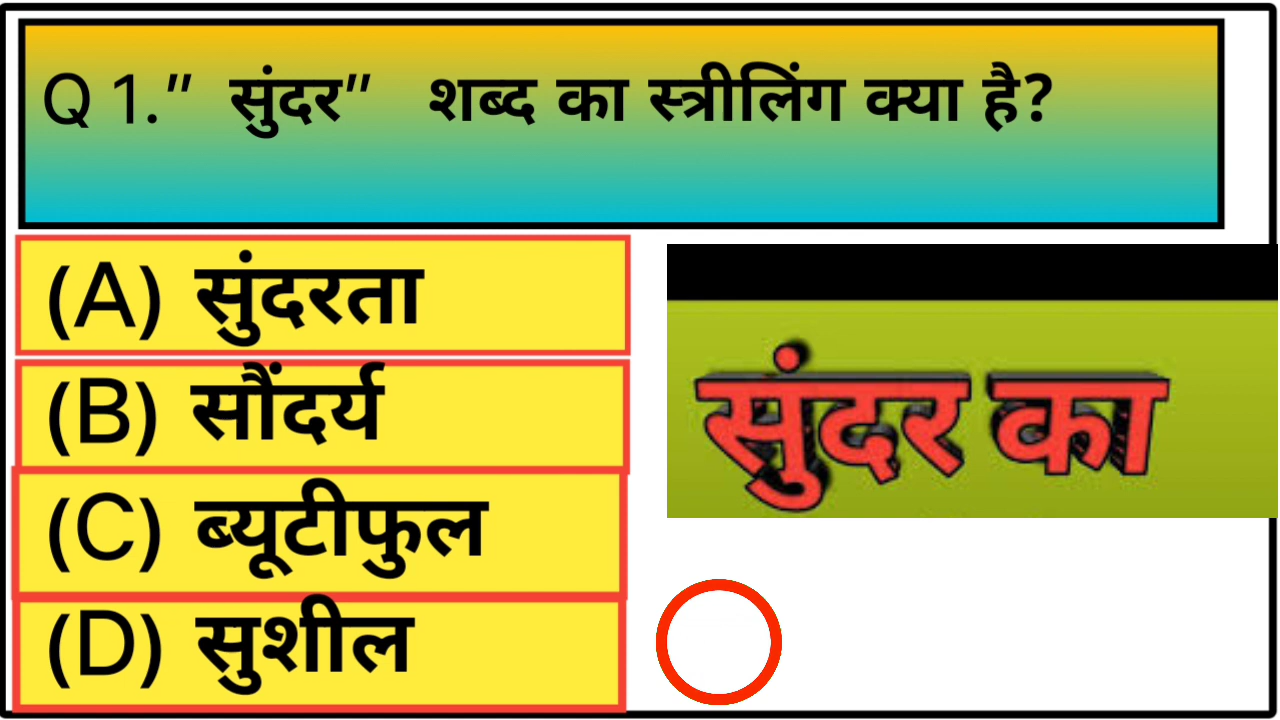 Q 1." सुंदर" शब्द का स्त्रीलिंग क्या है?
(A) सुंदरता
(B) सौंदर्य
(C) ब्यूटीफुल
(D) सुशील
सुंदर का